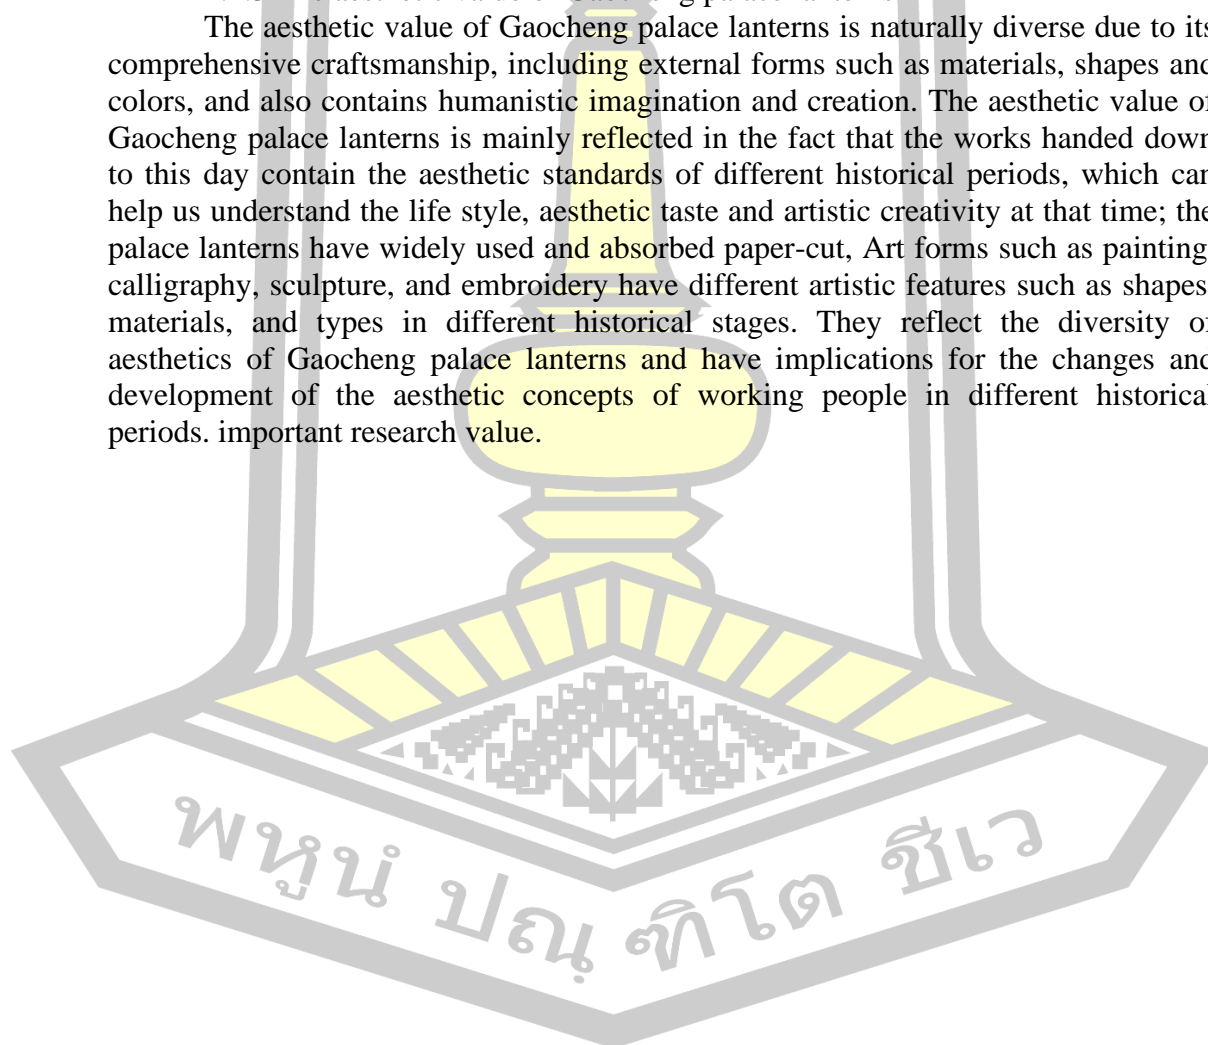 The aesthetic value of Gaocheng palace lanterns is naturally diverse due to its
comprehensive craftsmanship, including external forms such as materials, shapes and
colors, and also contains humanistic imagination and creation. The aesthetic value of
Gaocheng palace lanterns is mainly reflected in the fact that the works handed down
to this day contain the aesthetic standards of different historical periods, which can
help us understand the life style, aesthetic taste and artistic creativity at that time; the
palace lanterns have widely used and absorbed paper-cut, Art forms such as painting,
calligraphy, sculpture, and embroidery have different artistic features such as shapes,
materials, and types in different historical stages. They reflect the diversity of
aesthetics of Gaocheng palace lanterns and have implications for the changes and
development of the aesthetic concepts of working people in different historical
periods. important research value.
พหูนํ ปณฺฑิโต ชีเว